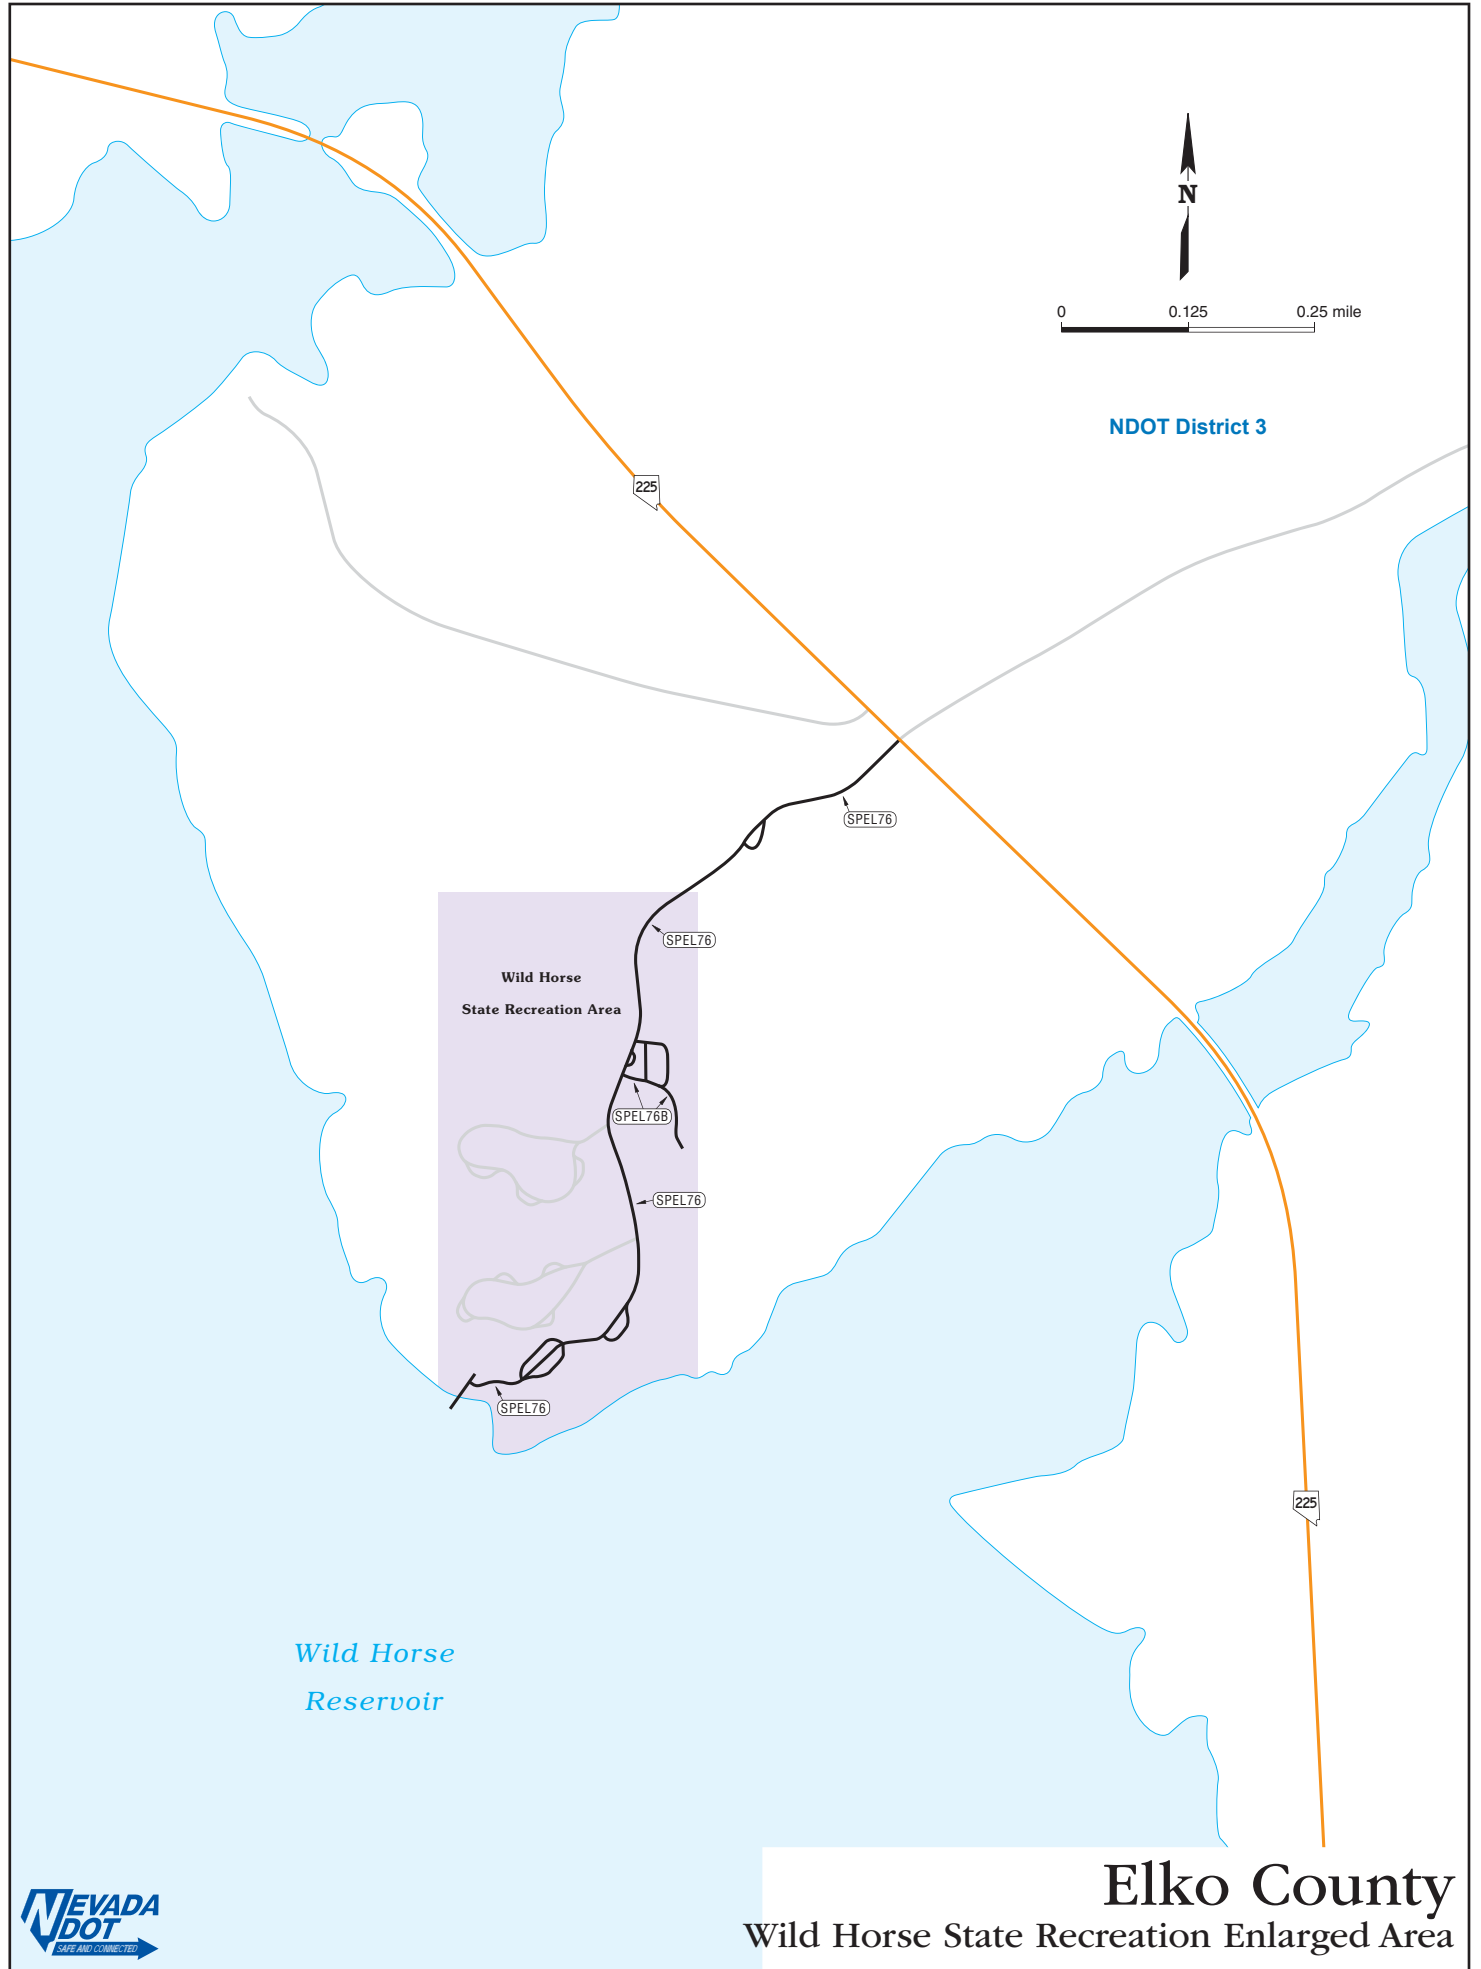 N
0 0.125 0.25 mile
NDOT District 3
225
SPEL76
SPEL76
Wild Horse
State Recreation Area
SPEL76B
SPEL76
SPEL76
225
Wild Horse
Reservoir
Elko County
Wild Horse State Recreation Enlarged Area
NEVADA
DOT
SAFE AND CONNECTED